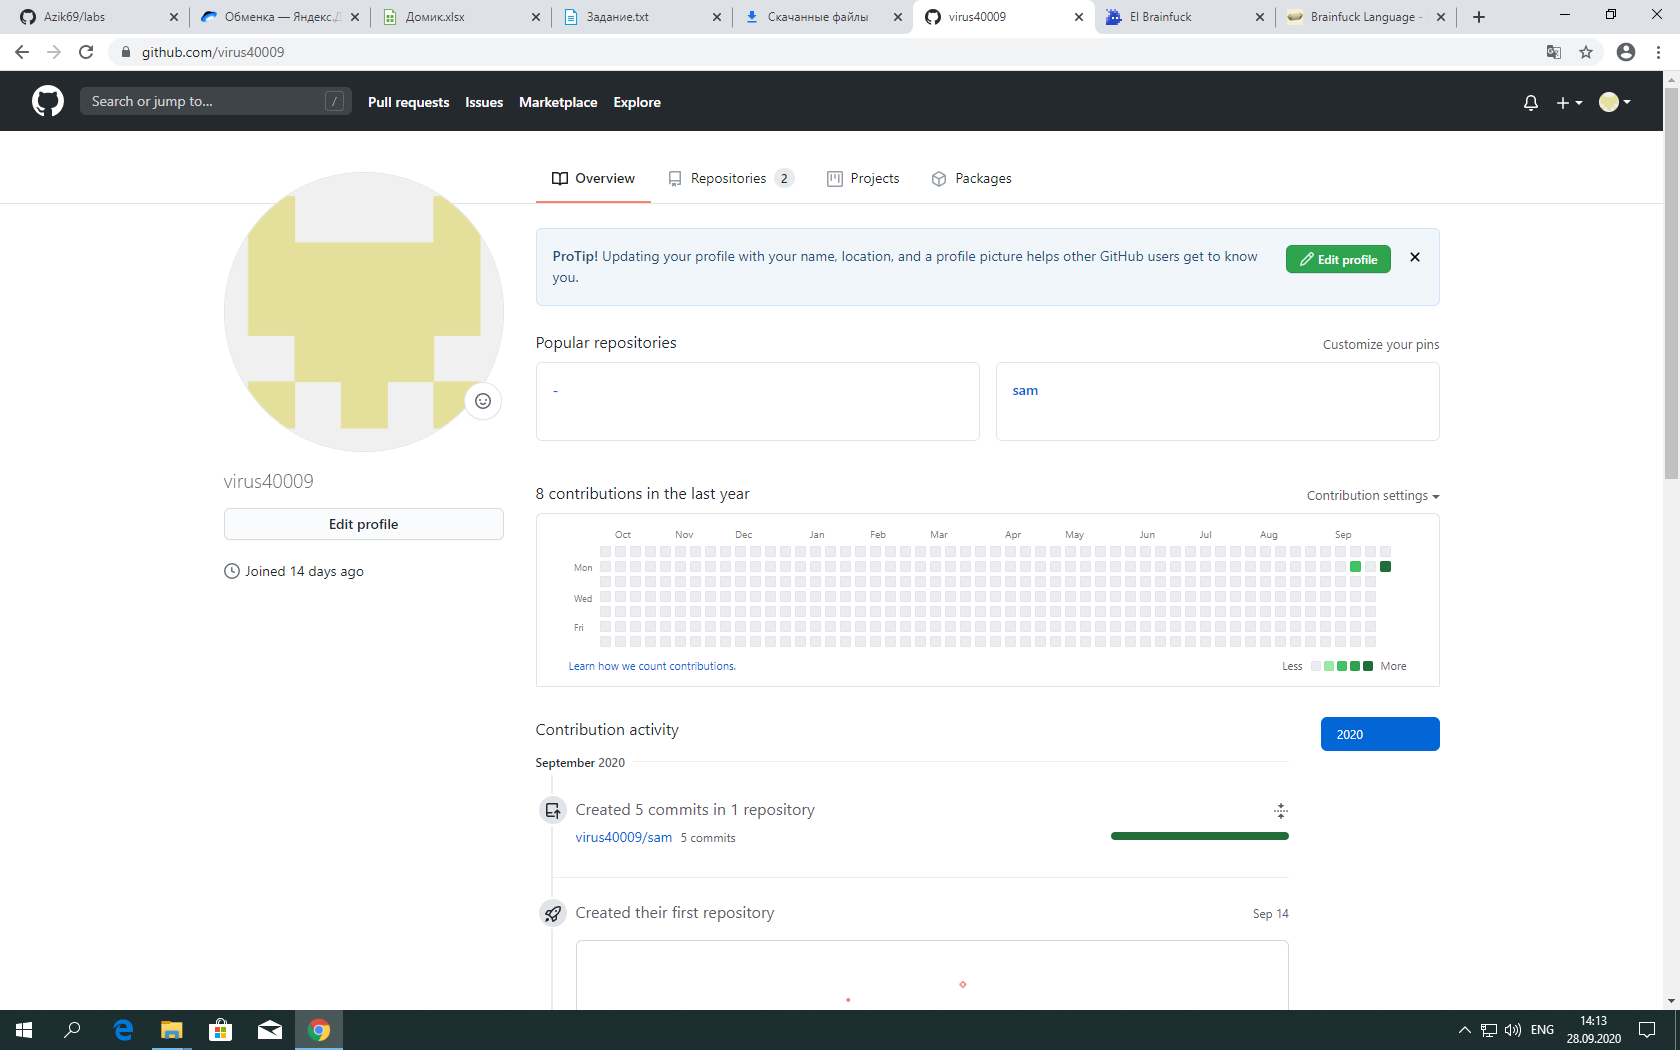 Azik69/labs
Обменка — Яндекс.Д
Домик.xlsx
Задание.txt
Скачанные файлы
virus40009
El Brainfuck
Brainfuck Language -
github.com/virus40009
Search or jump to...
/
Pull requests
Issues
Marketplace
Explore
Overview
Repositories 2
Projects
Packages
ProTip! Updating your profile with your name, location, and a profile picture helps other GitHub users get to know
you.
Edit profile
Popular repositories
Customize your pins
-
sam
virus40009
Edit profile
Joined 14 days ago
8 contributions in the last year
Contribution settings
Oct Nov Dec Jan Feb Mar Apr May Jun Jul Aug Sep
Mon
Wed
Fri
Learn how we count contributions.
Less
More
Contribution activity
2020
September 2020
Created 5 commits in 1 repository
virus40009/sam 5 commits
Created their first repository
Sep 14
ENG
14:13
28.09.2020